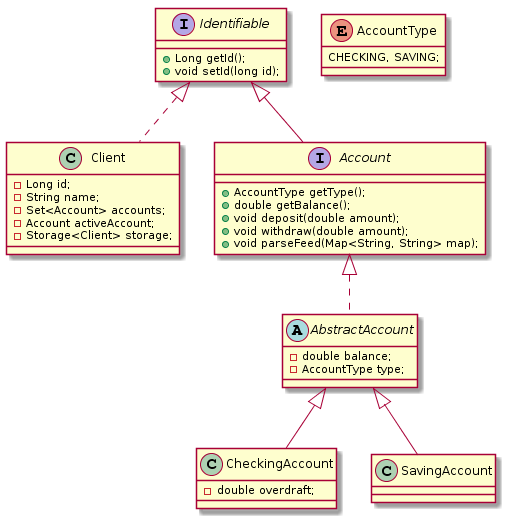 I Identifiable
Long getId();
void setId(long id);
E AccountType
CHECKING, SAVING;
C Client
Long id;
String name;
Set<Account> accounts;
Account activeAccount;
Storage<Client> storage;
I Account
AccountType getType();
double getBalance();
void deposit(double amount);
void withdraw(double amount);
void parseFeed(Map<String, String> map);
A AbstractAccount
double balance;
AccountType type;
C CheckingAccount
double overdraft;
C SavingAccount